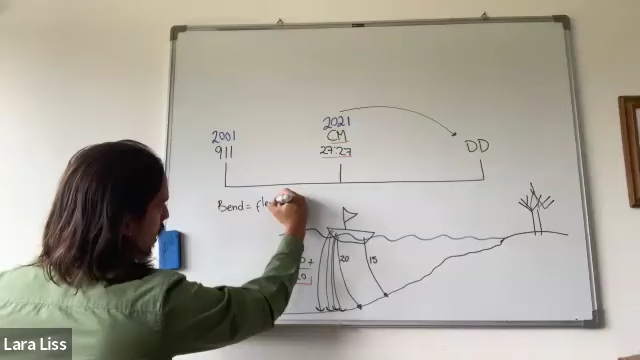 2001
911
2021
CM
27:27
DD
Bend = fle
20
15
Lara Liss